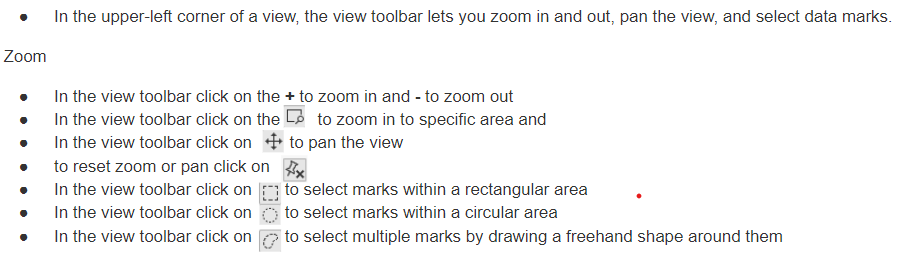 ● In the upper-left corner of a view, the view toolbar lets you zoom in and out, pan the view, and select data marks.
Zoom
● In the view toolbar click on the + to zoom in and - to zoom out
● In the view toolbar click on the to zoom in to specific area and
● In the view toolbar click on to pan the view
● to reset zoom or pan click on
● In the view toolbar click on to select marks within a rectangular area
● In the view toolbar click on to select marks within a circular area
● In the view toolbar click on to select multiple marks by drawing a freehand shape around them